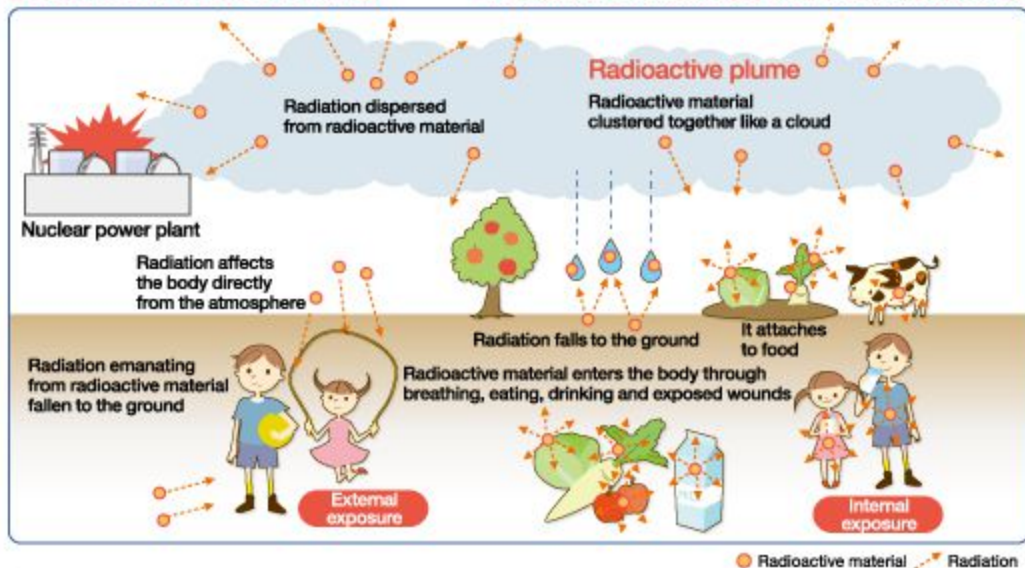 Radioactive plume
Radiation dispersed
from radioactive material
Radioactive material
clustered together like a cloud
Nuclear power plant
Radiation affects
the body directly
from the atmosphere
Radiation falls to the ground
It attaches
to food
Radiation emanating
from radioactive material
fallen to the ground
Radioactive material enters the body through
breathing, eating, drinking and exposed wounds
External
exposure
Internal
exposure
Radioactive material
Radiation